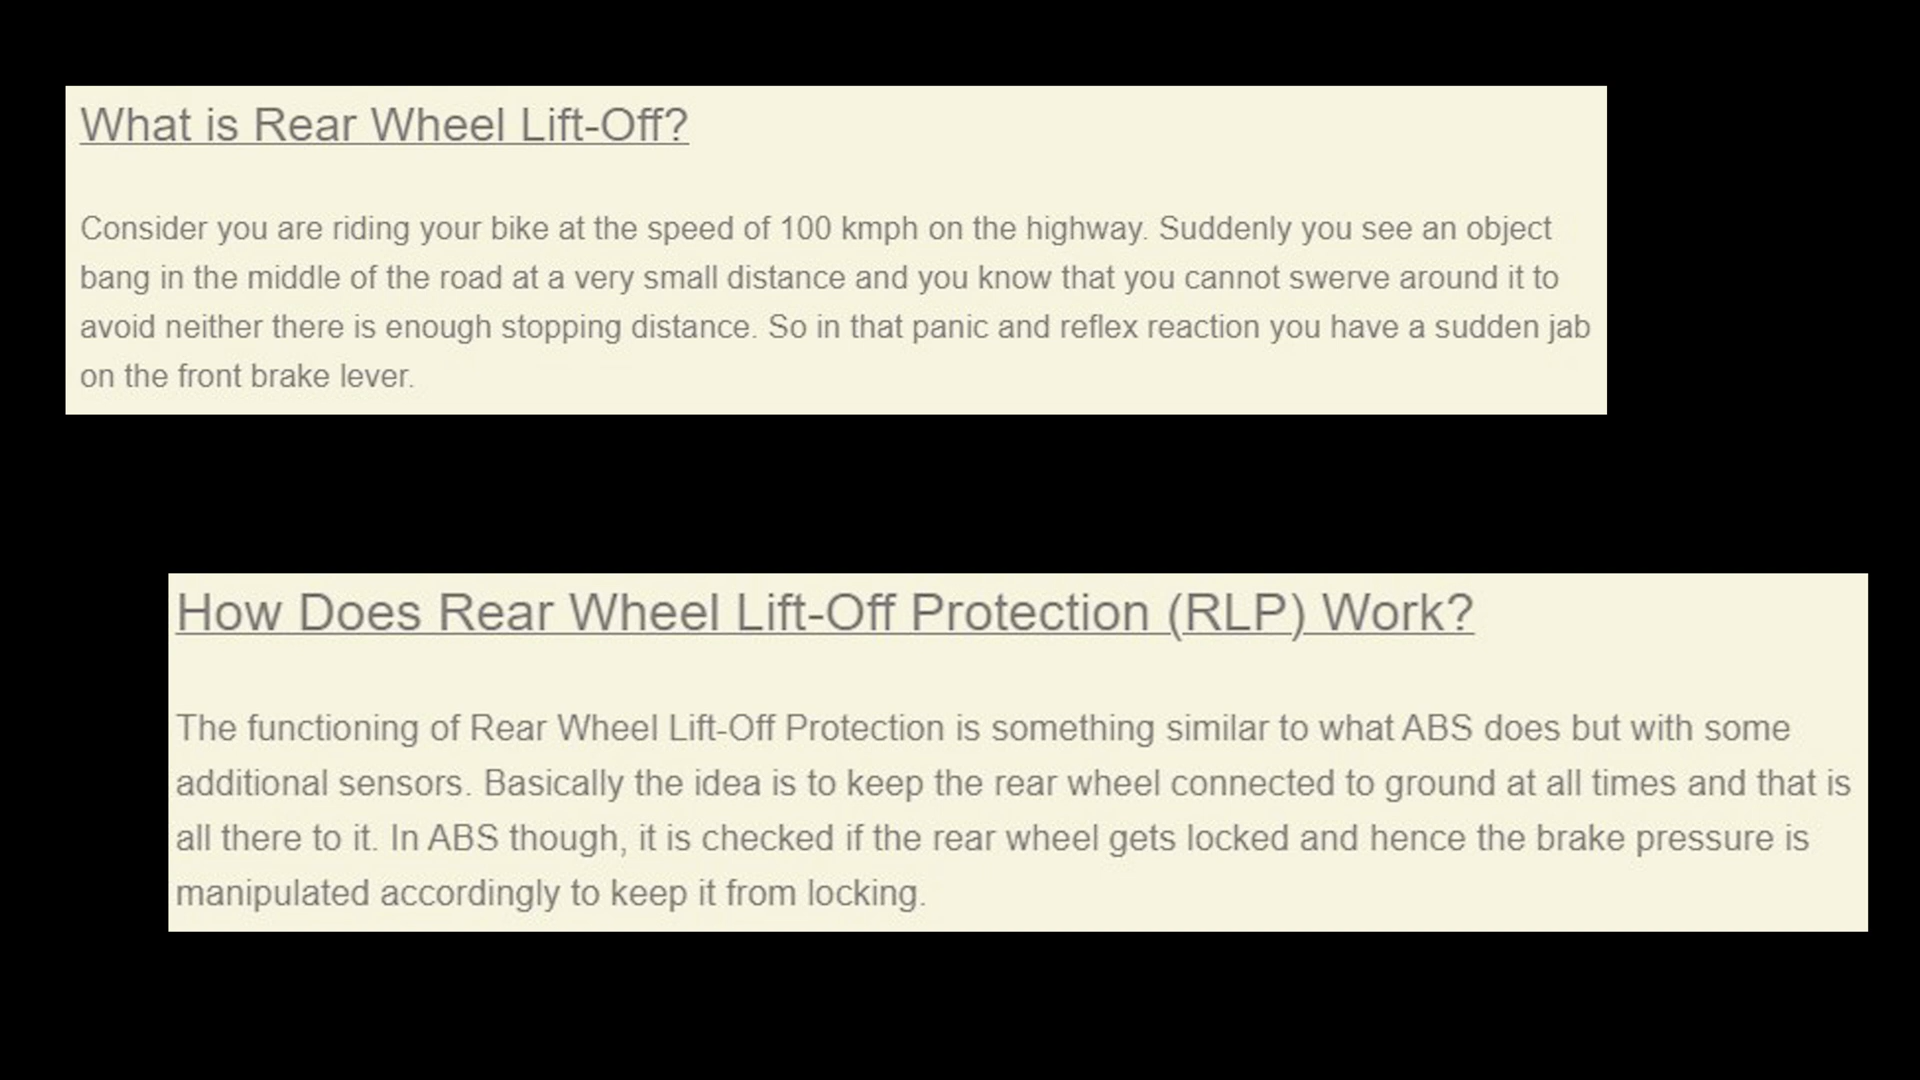 What is Rear Wheel Lift-Off?
Consider you are riding your bike at the speed of 100 kmph on the highway. Suddenly you see an object
bang in the middle of the road at a very small distance and you know that you cannot swerve around it to
avoid neither there is enough stopping distance. So in that panic and reflex reaction you have a sudden jab
on the front brake lever.
How Does Rear Wheel Lift-Off Protection (RLP) Work?
The functioning of Rear Wheel Lift-Off Protection is something similar to what ABS does but with some
additional sensors. Basically the idea is to keep the rear wheel connected to ground at all times and that is
all there to it. In ABS though, it is checked if the rear wheel gets locked and hence the brake pressure is
manipulated accordingly to keep it from locking.